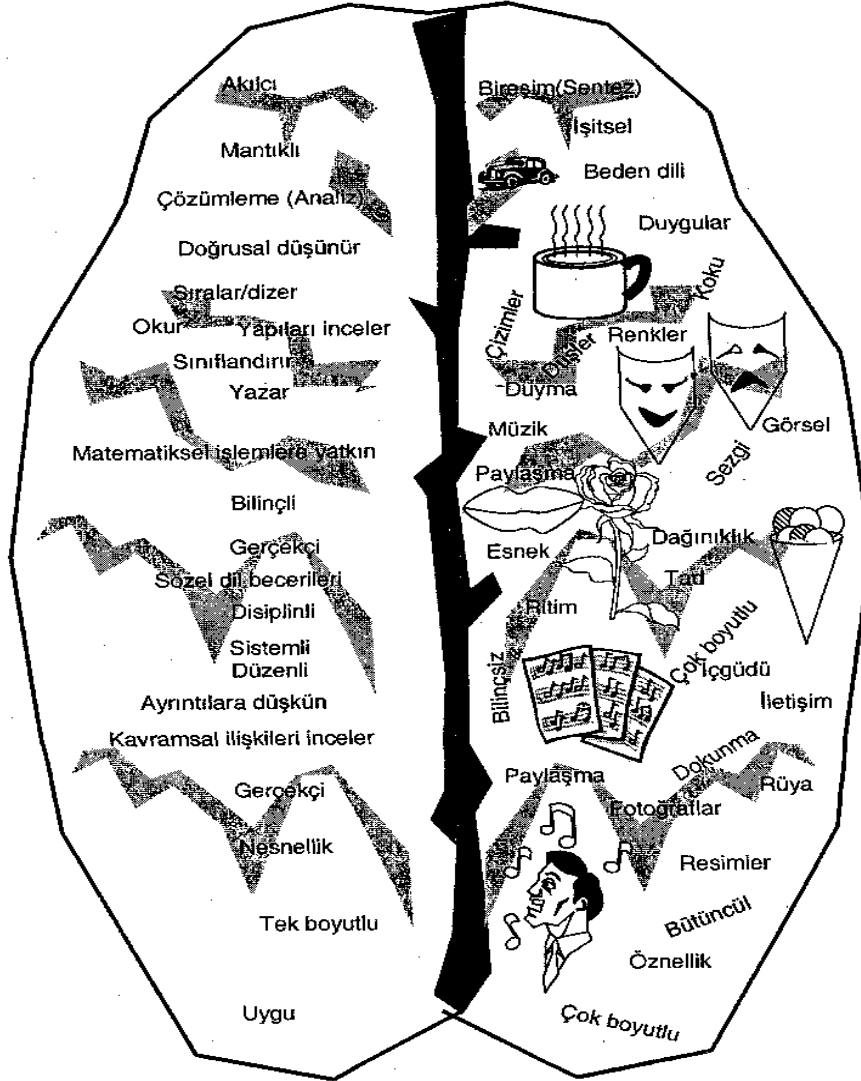 Akılcı
Mantıklı
Çözümleme (Analiz)
Doğrusal düşünür
Sıralar/dizer
Okur
Yapıları inceler
Sınıflandırır
Yazar
Matematiksel işlemlere yatkın
Bilinçli
Gerçekçi
Sözel dil becerileri
Disiplinli
Sistemli
Düzenli
Ayrıntılara düşkün
Kavramsal ilişkileri inceler
Gerçekçi
Nesnellik
Tek boyutlu
Uygu
Bireşim(Sentez)
İşitsel
Beden dili
Duygular
Koku
Çizimler
Düşler
Renkler
Duyma
Müzik
Görsel
Sezgi
Paylaşma
Esnek
Dağınıklık
Tad
Ritim
Çok boyutlu
Bilinçsiz
İçgüdü
İletişim
Dokunma
Paylaşma
Rüya
Fotoğraflar
Resimler
Bütüncül
Öznellik
Çok boyutlu